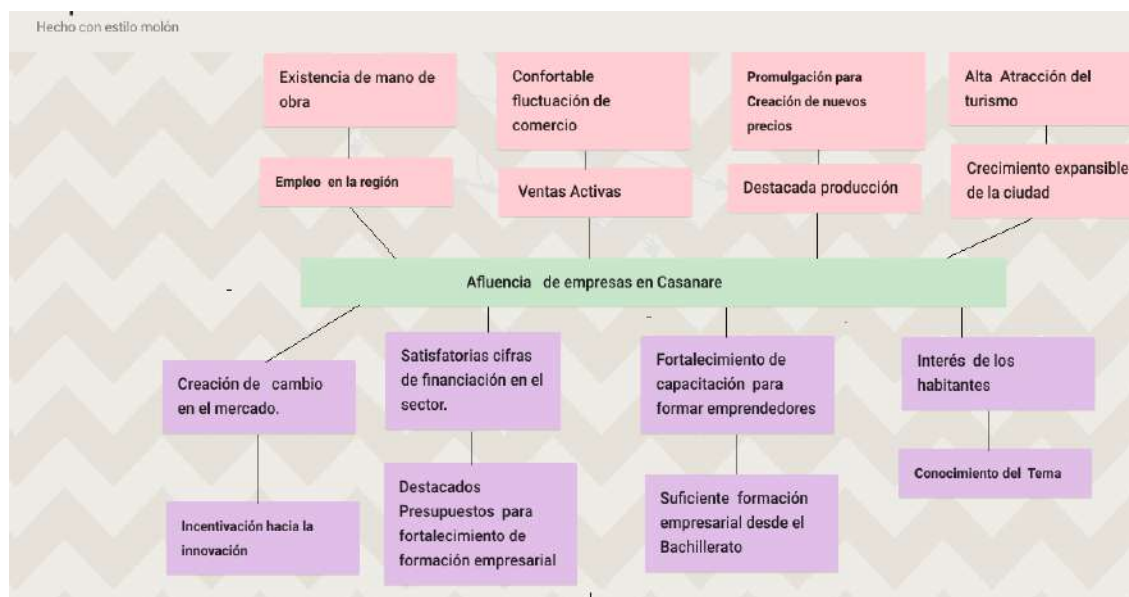 Hecho con estilo molón
Existencia de mano de
obra
Confortable
fluctuación de
comercio
Promulgación para
Creación de nuevos
precios
Alta Atracción del
turismo
Empleo en la región
Ventas Activas
Destacada producción
Crecimiento expansible
de la ciudad
Afluencia de empresas en Casanare
Creación de cambio
en el mercado.
Satisfatorias cifras
de financiación en el
sector.
Fortalecimiento de
capacitación para
formar emprendedores
Interés de los
habitantes
Incentivación hacia la
innovación
Destacados
Presupuestos para
fortalecimiento de
formación empresarial
Suficiente formación
empresarial desde el
Bachillerato
Conocimiento del Tema